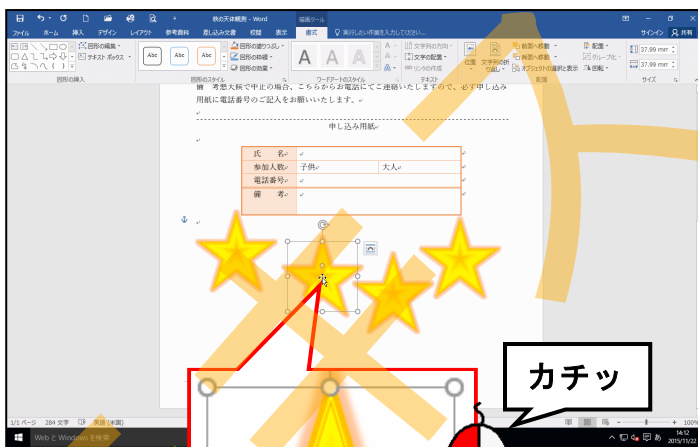 秋の天体観測 - Word
描画ツール
ファイル ホーム 挿入 デザイン レイアウト 参考資料 差し込み文書 校閲 表示 書式 実行したい作業を入力してください...
サインイン 共有
図形の編集
テキスト ボックス
Abc Abc Abc
図形の塗りつぶし
図形の枠線
図形の効果
A A A
文字列の方向
文字の配置
リンクの作成
位置 文字列の折り返し
前面へ移動
背面へ移動
オブジェクトの選択と表示
配置
グループ化
回転
37.99 mm
37.99 mm
図形の挿入 図形のスタイル ワードアートのスタイル テキスト 配置 サイズ
用紙に電話番号のご記入をお願いいたします。
申し込み用紙
氏 名
参加人数 子供 大人
電話番号
備 考
カチッ
1/1 ページ 284 文字 英語 (米国)
Web と Windows を検索
14:12
2015/11/22